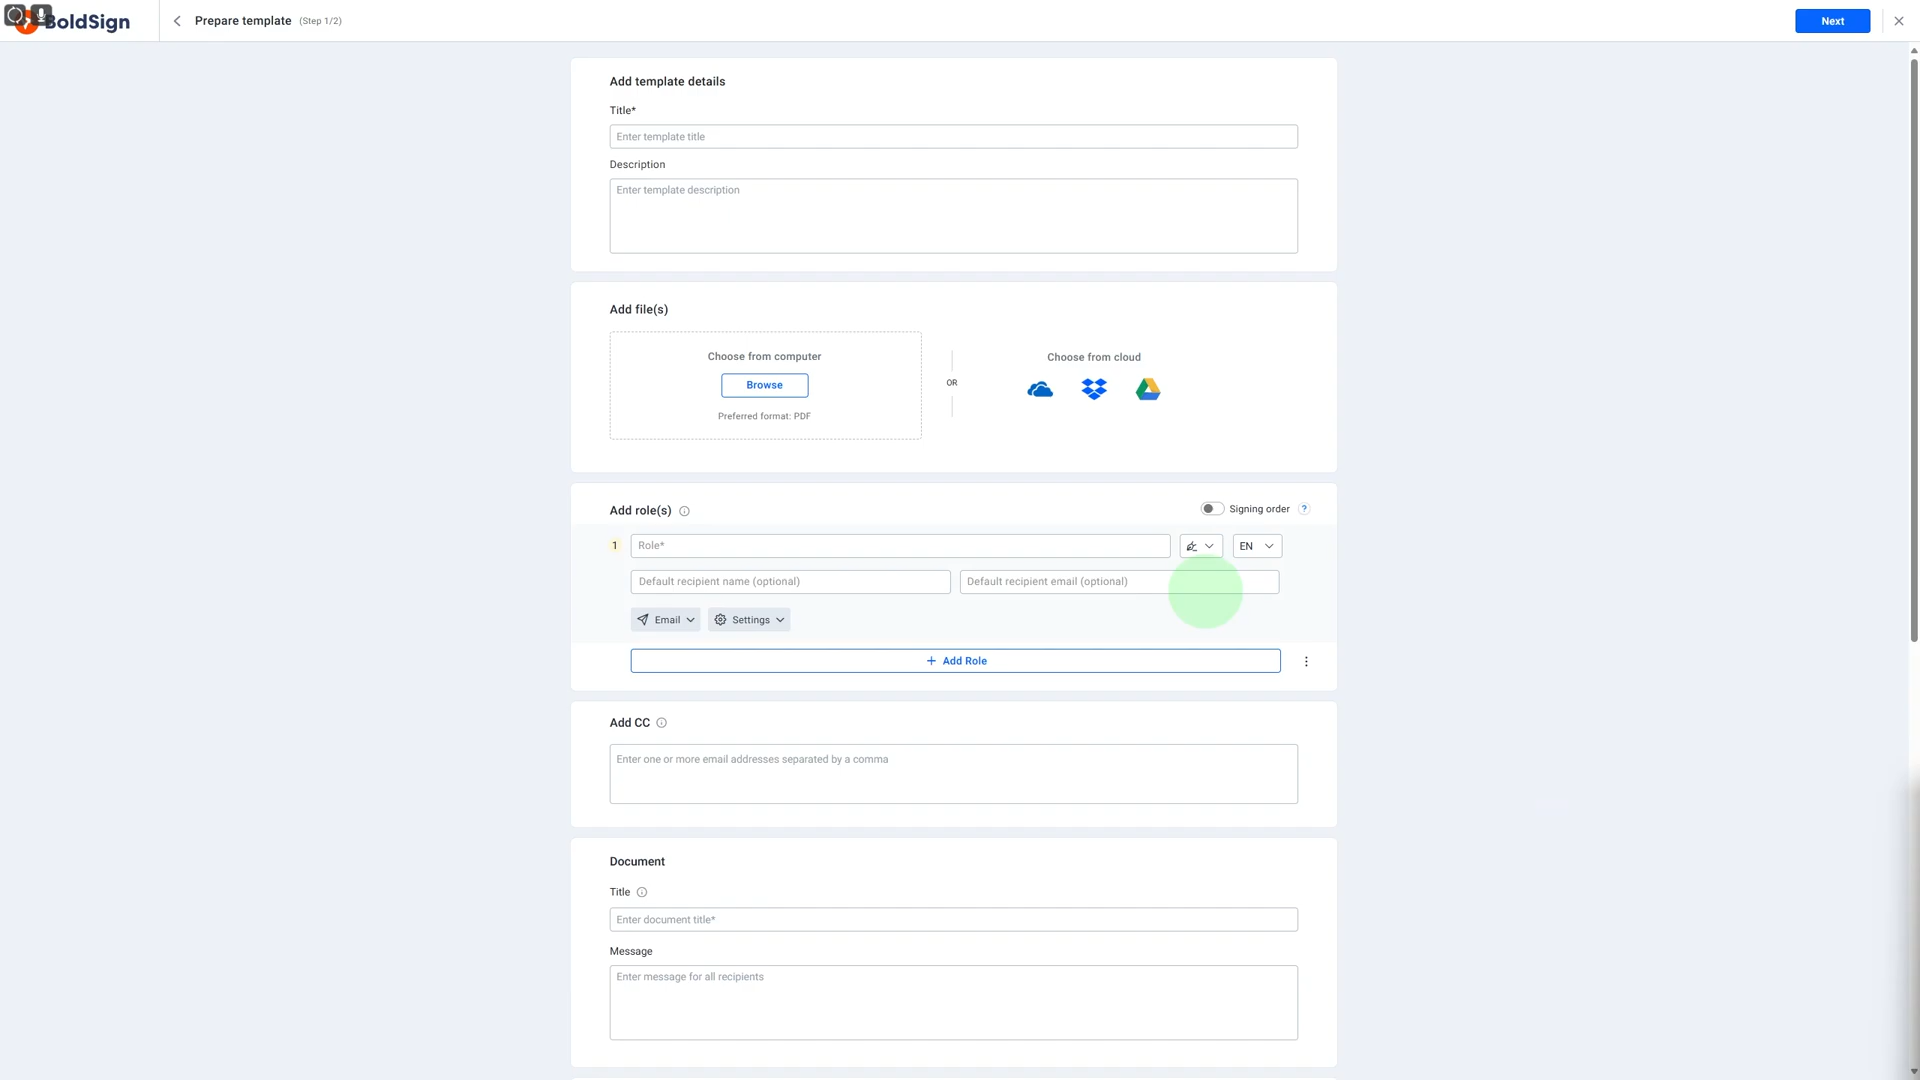 BoldSign
Prepare template (Step 1/2)
Next
Add template details
Title*
Enter template title
Description
Enter template description
Add file(s)
Choose from computer
Browse
Preferred format: PDF
OR
Choose from cloud
Add role(s)
Signing order ?
1 Role* EN
Default recipient name (optional) Default recipient email (optional)
Email Settings
+ Add Role
Add CC
Enter one or more email addresses separated by a comma
Document
Title
Enter document title*
Message
Enter message for all recipients